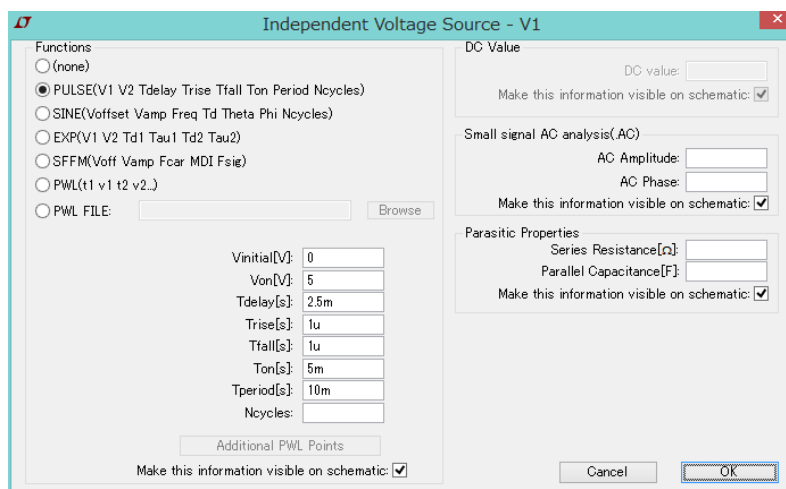 Independent Voltage Source - V1
Functions
(none)
PULSE(V1 V2 Tdelay Trise Tfall Ton Period Ncycles)
SINE(Voffset Vamp Freq Td Theta Phi Ncycles)
EXP(V1 V2 Td1 Tau1 Td2 Tau2)
SFFM(Voff Vamp Fcar MDI Fsig)
PWL(t1 v1 t2 v2...)
PWL FILE: Browse
Vinitial[V]: 0
Von[V]: 5
Tdelay[s]: 2.5m
Trise[s]: 1u
Tfall[s]: 1u
Ton[s]: 5m
Tperiod[s]: 10m
Ncycles:
Additional PWL Points
Make this information visible on schematic:
DC Value
DC value:
Make this information visible on schematic:
Small signal AC analysis(.AC)
AC Amplitude:
AC Phase:
Make this information visible on schematic:
Parasitic Properties
Series Resistance[Ω]:
Parallel Capacitance[F]:
Make this information visible on schematic:
Cancel OK